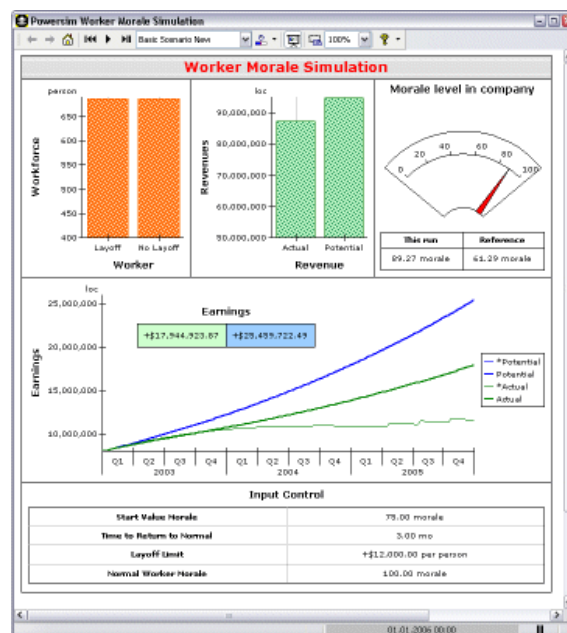 Powersim Worker Morale Simulation
Basic Scenario New
100%
Worker Morale Simulation
person
650
600
550
500
450
400
Workforce
Layoff No Layoff
Worker
loc
90,000,000
80,000,000
70,000,000
60,000,000
50,000,000
Revenues
Actual Potential
Revenue
Morale level in company
0 20 40 60 80 100
This run Reference
89.27 morale 61.29 morale
loc
25,000,000
20,000,000
15,000,000
10,000,000
Earnings
Earnings
+$17,944,923.87 +$25,459,722.49
*Potential
Potential
*Actual
Actual
Q1 Q2 Q3 Q4 Q1 Q2 Q3 Q4 Q1 Q2 Q3 Q4
2003 2004 2005
Input Control
Start Value Morale 75.00 morale
Time to Return to Normal 3.00 mo
Layoff Limit +$12,000.00 per person
Normal Worker Morale 100.00 morale
01-01-2006 00:00